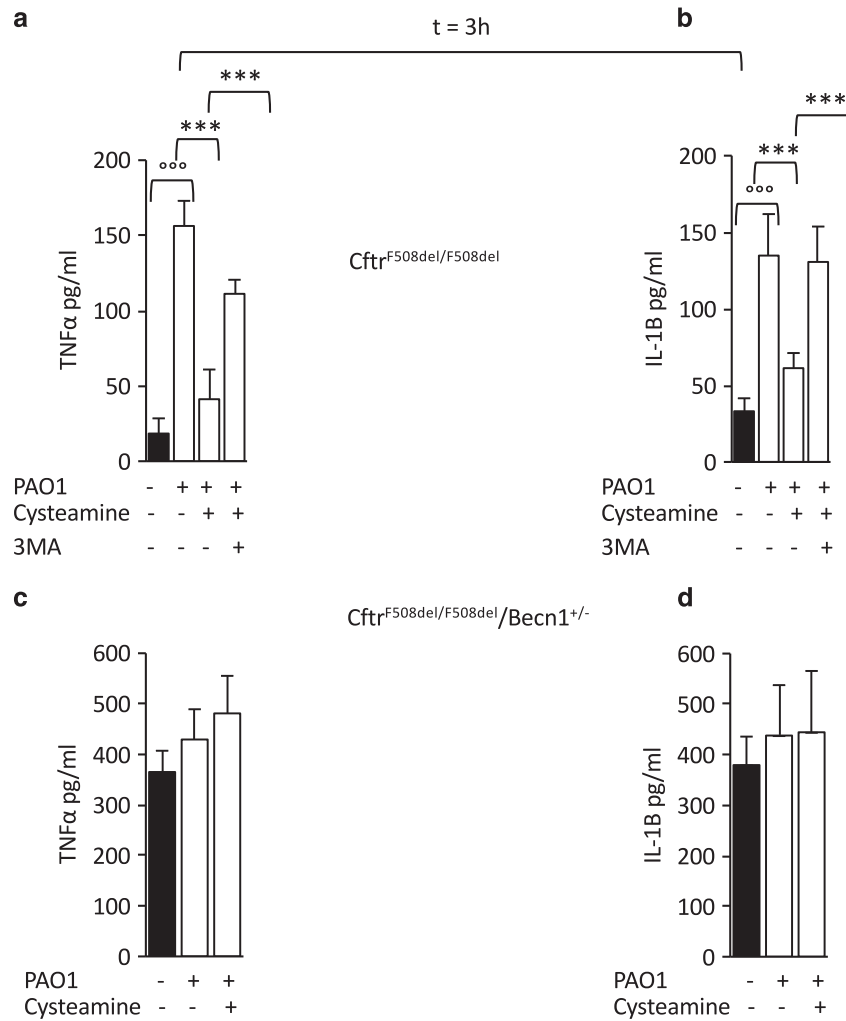 a
t = 3h
b
***
***
***
***
°°°
°°°
200
150
100
50
0
TNFα pg/ml
Cftr^F508del/F508del
200
150
100
50
0
IL-1B pg/ml
PAO1 - + + +
Cysteamine - - + +
3MA - - - +
PAO1 - + + +
Cysteamine - - + +
3MA - - - +
c
Cftr^F508del/F508del/Becn1^+/-
d
600
500
400
300
200
100
0
TNFα pg/ml
600
500
400
300
200
100
0
IL-1B pg/ml
PAO1 - + +
Cysteamine - - +
PAO1 - + +
Cysteamine - - +